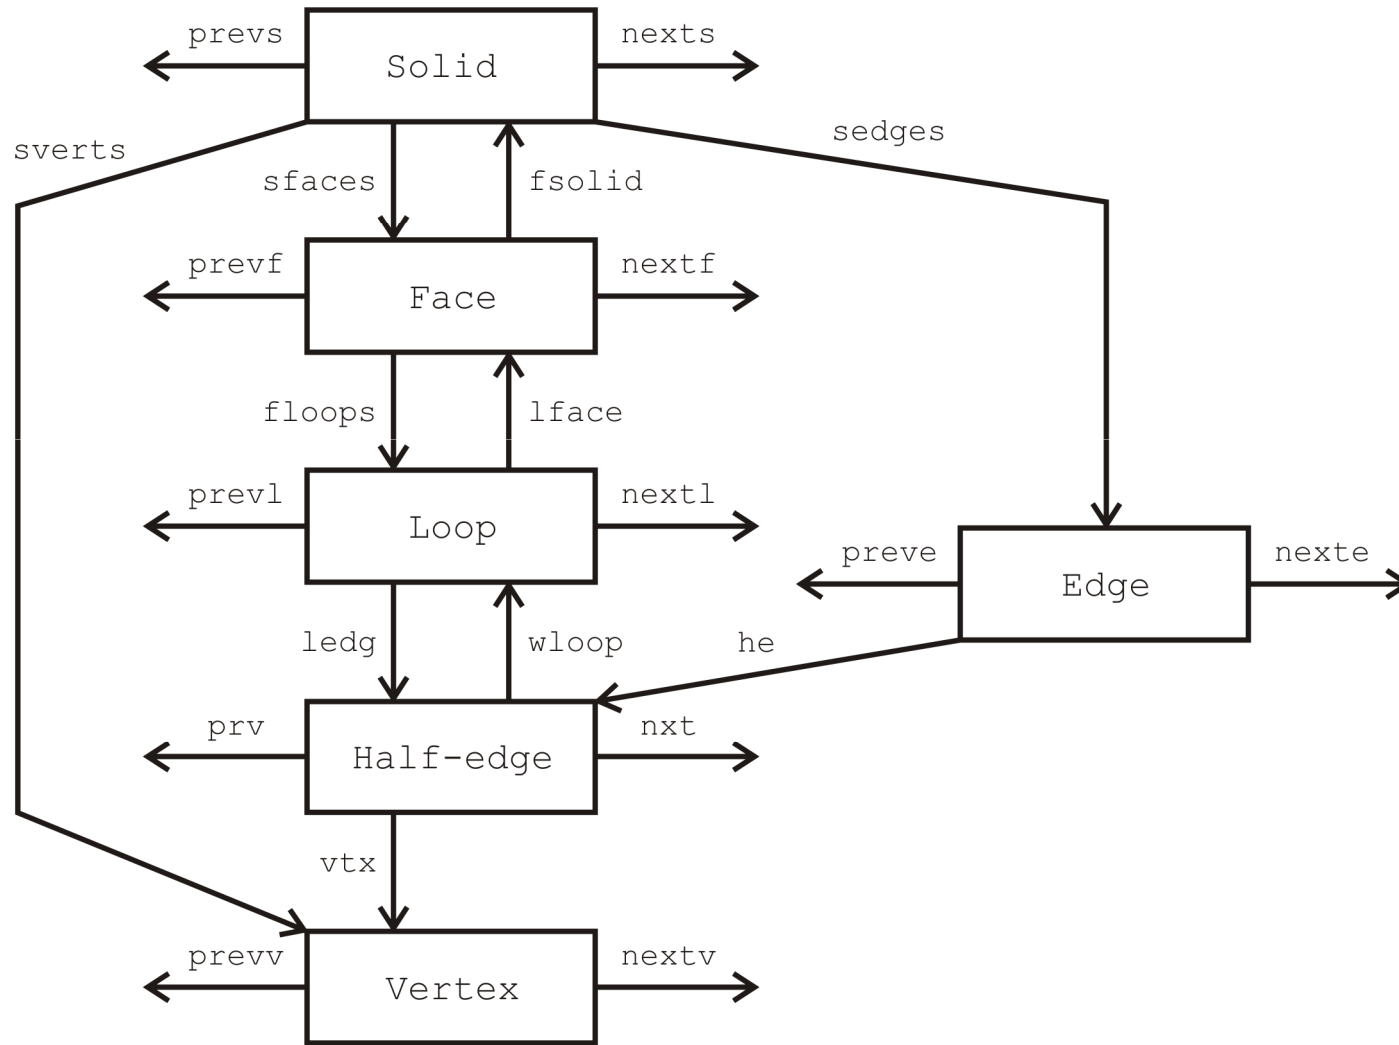 prevs
Solid
nexts
sverts
sedges
sfaces
fsolid
prevf
Face
nextf
floops
lface
prevl
Loop
nextl
preve
Edge
nexte
ledg
wloop
he
prv
Half-edge
nxt
vtx
prevv
Vertex
nextv